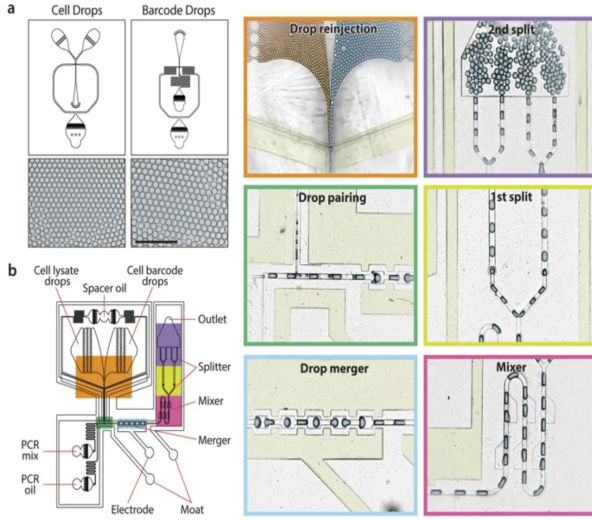 a
Cell Drops
Barcode Drops
b
Cell lysate
drops
Cell barcode
drops
Spacer oil
Outlet
Splitter
Mixer
Merger
PCR
mix
PCR
oil
Electrode
Moat
Drop reinjection
2nd split
Drop pairing
1st split
Drop merger
Mixer